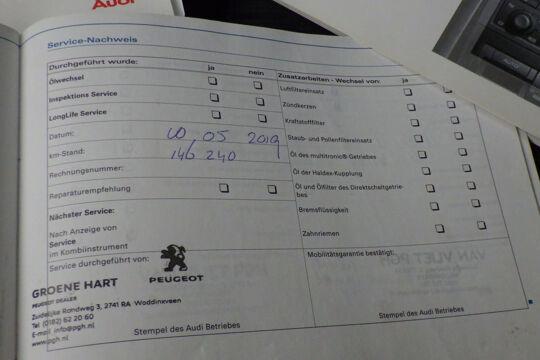 Audi
Service-Nachweis
Durchgeführt wurde: ja nein
Ölwechsel
Inspektions Service
LongLife Service
Datum: 10 05 2019
km-Stand: 146 240
Rechnungsnummer:
Reparaturempfehlung
Nächster Service:
Nach Anzeige von
Service
im Kombiinstrument
Service durchgeführt von:
PEUGEOT
GROENE HART
PEUGEOT DEALER
Zuidelijke Rondweg 3, 2741 RA Woddinxveen
Tel (0182) 62 20 60
E-mail info@pgh.nl
www.pgh.nl
Stempel des Audi Betriebes
Zusatzarbeiten - Wechsel von: ja
Luftfiltereinsatz
Zündkerzen
Kraftstofffilter
Staub- und Pollenfiltereinsatz
Öl des multitronic® Getriebes
Öl der Haldex-Kupplung
Öl und Ölfilter des Direktschaltgetrie-
bes
Bremsflüssigkeit
Zahnriemen
Mobilitätsgarantie bestätigt:
Stempel des Audi Betriebes
AUTO